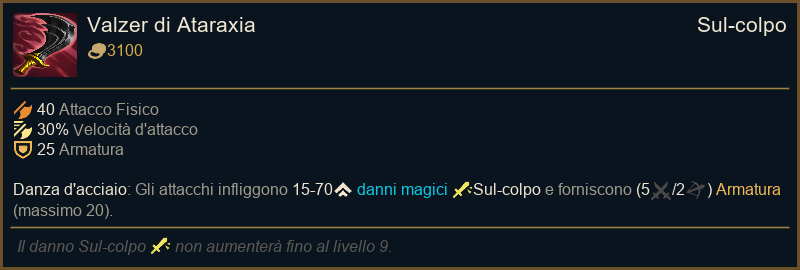 Valzer di Ataraxia Sul-colpo
3100
40 Attacco Fisico
30% Velocità d'attacco
25 Armatura
Danza d'acciaio: Gli attacchi infliggono 15-70 danni magici Sul-colpo e forniscono (5 /2 ) Armatura
(massimo 20).
Il danno Sul-colpo non aumenterà fino al livello 9.